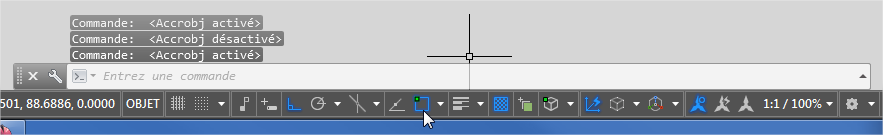 Commande:  <Accrobj activé>
Commande:  <Accrobj désactivé>
Commande:  <Accrobj activé>
Entrez une commande
501, 88.6886, 0.0000 OBJET 1:1 / 100%